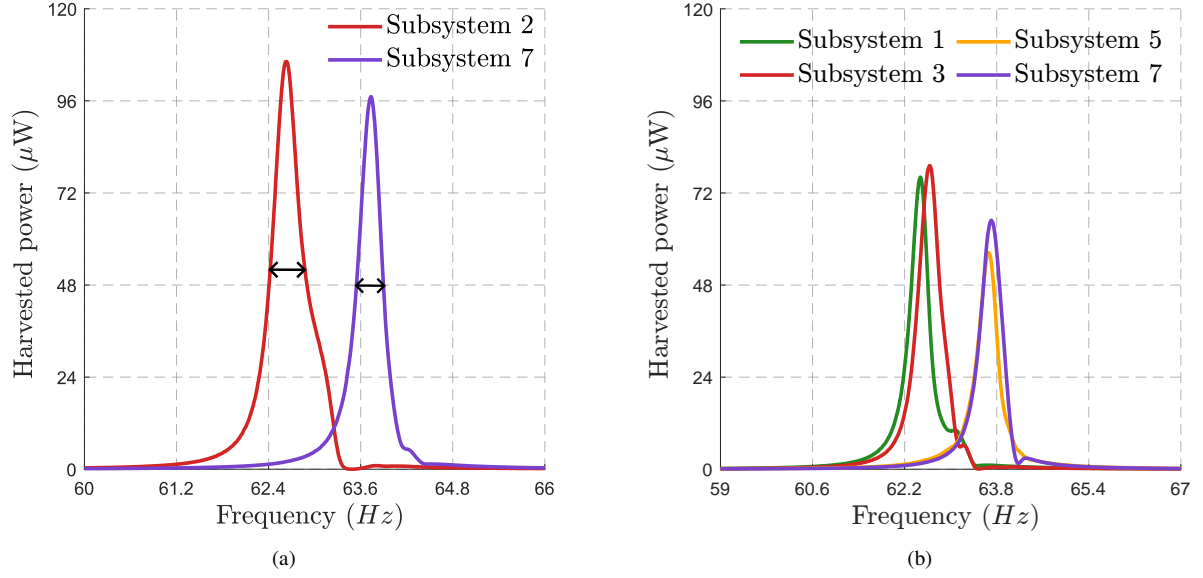 Subsystem 2
Subsystem 7
Harvested power (μW)
120
96
72
48
24
0
60 61.2 62.4 63.6 64.8 66
Frequency (Hz)
(a)
Subsystem 1 Subsystem 5
Subsystem 3 Subsystem 7
Harvested power (μW)
120
96
72
48
24
0
59 60.6 62.2 63.8 65.4 67
Frequency (Hz)
(b)